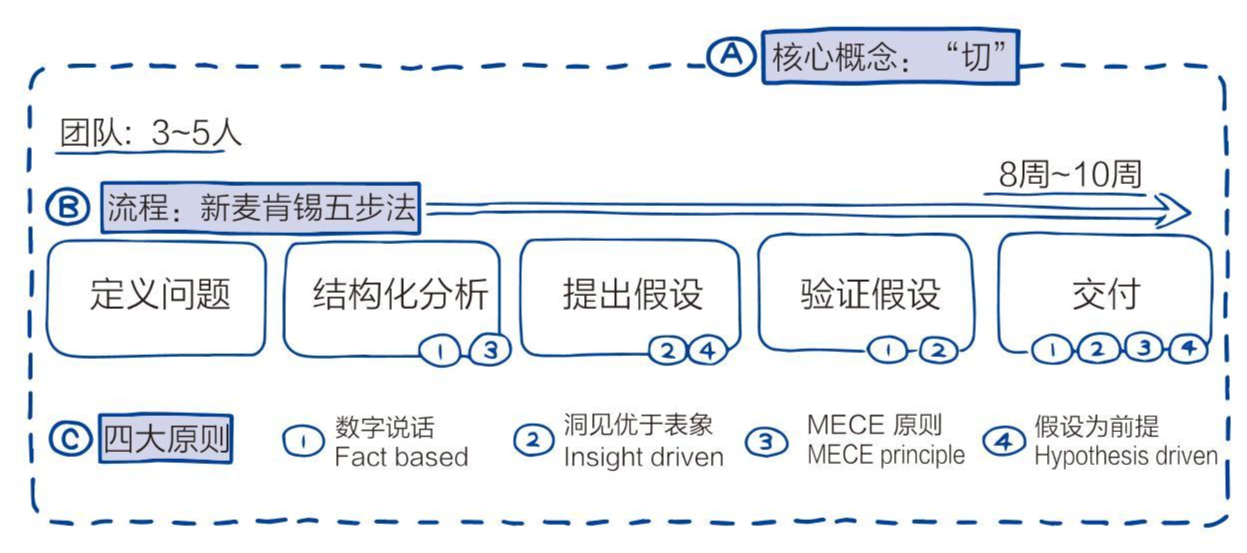 A 核心概念：“切”
团队：3~5人
8周~10周
B 流程：新麦肯锡五步法
定义问题
结构化分析
1 3
提出假设
2 4
验证假设
1 2
交付
1 2 3 4
C 四大原则
1 数字说话
Fact based
2 洞见优于表象
Insight driven
3 MECE 原则
MECE principle
4 假设为前提
Hypothesis driven